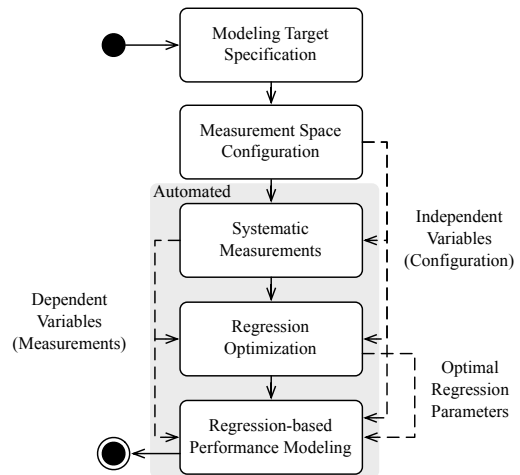 Modeling Target
Specification
Measurement Space
Configuration
Automated
Systematic
Measurements
Independent
Variables
(Configuration)
Dependent
Variables
(Measurements)
Regression
Optimization
Optimal
Regression
Parameters
Regression-based
Performance Modeling